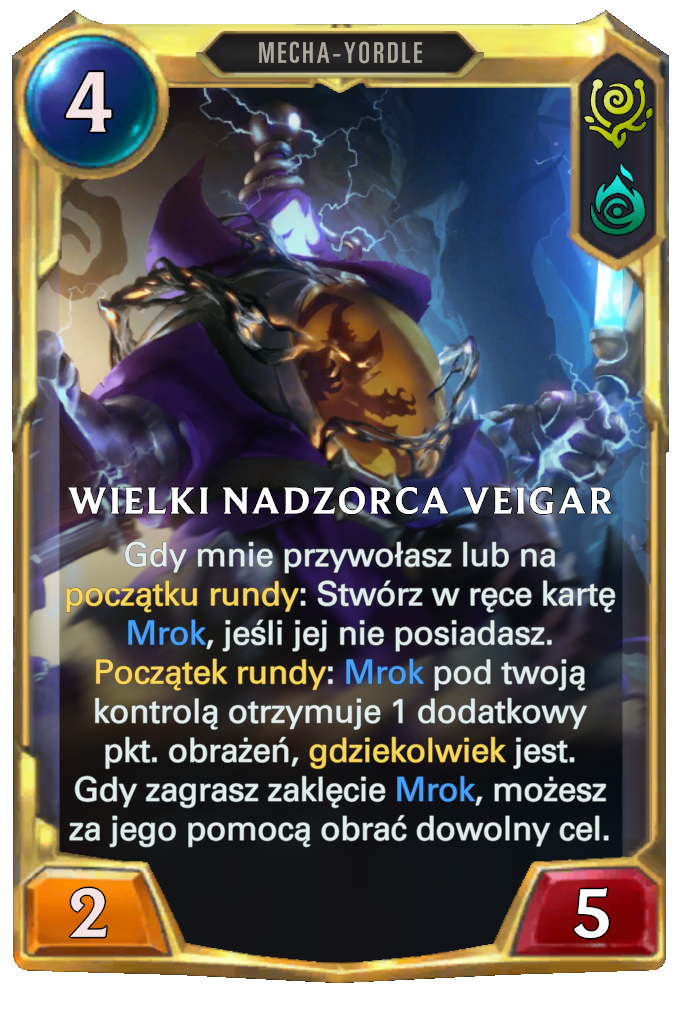 MECHA-YORDLE
4
WIELKI NADZORCA VEIGAR
Gdy mnie przywołasz lub na
początku rundy: Stwórz w ręce kartę
Mrok, jeśli jej nie posiadasz.
Początek rundy: Mrok pod twoją
kontrolą otrzymuje 1 dodatkowy
pkt. obrażeń, gdziekolwiek jest.
Gdy zagrasz zaklęcie Mrok, możesz
za jego pomocą obrać dowolny cel.
2
5